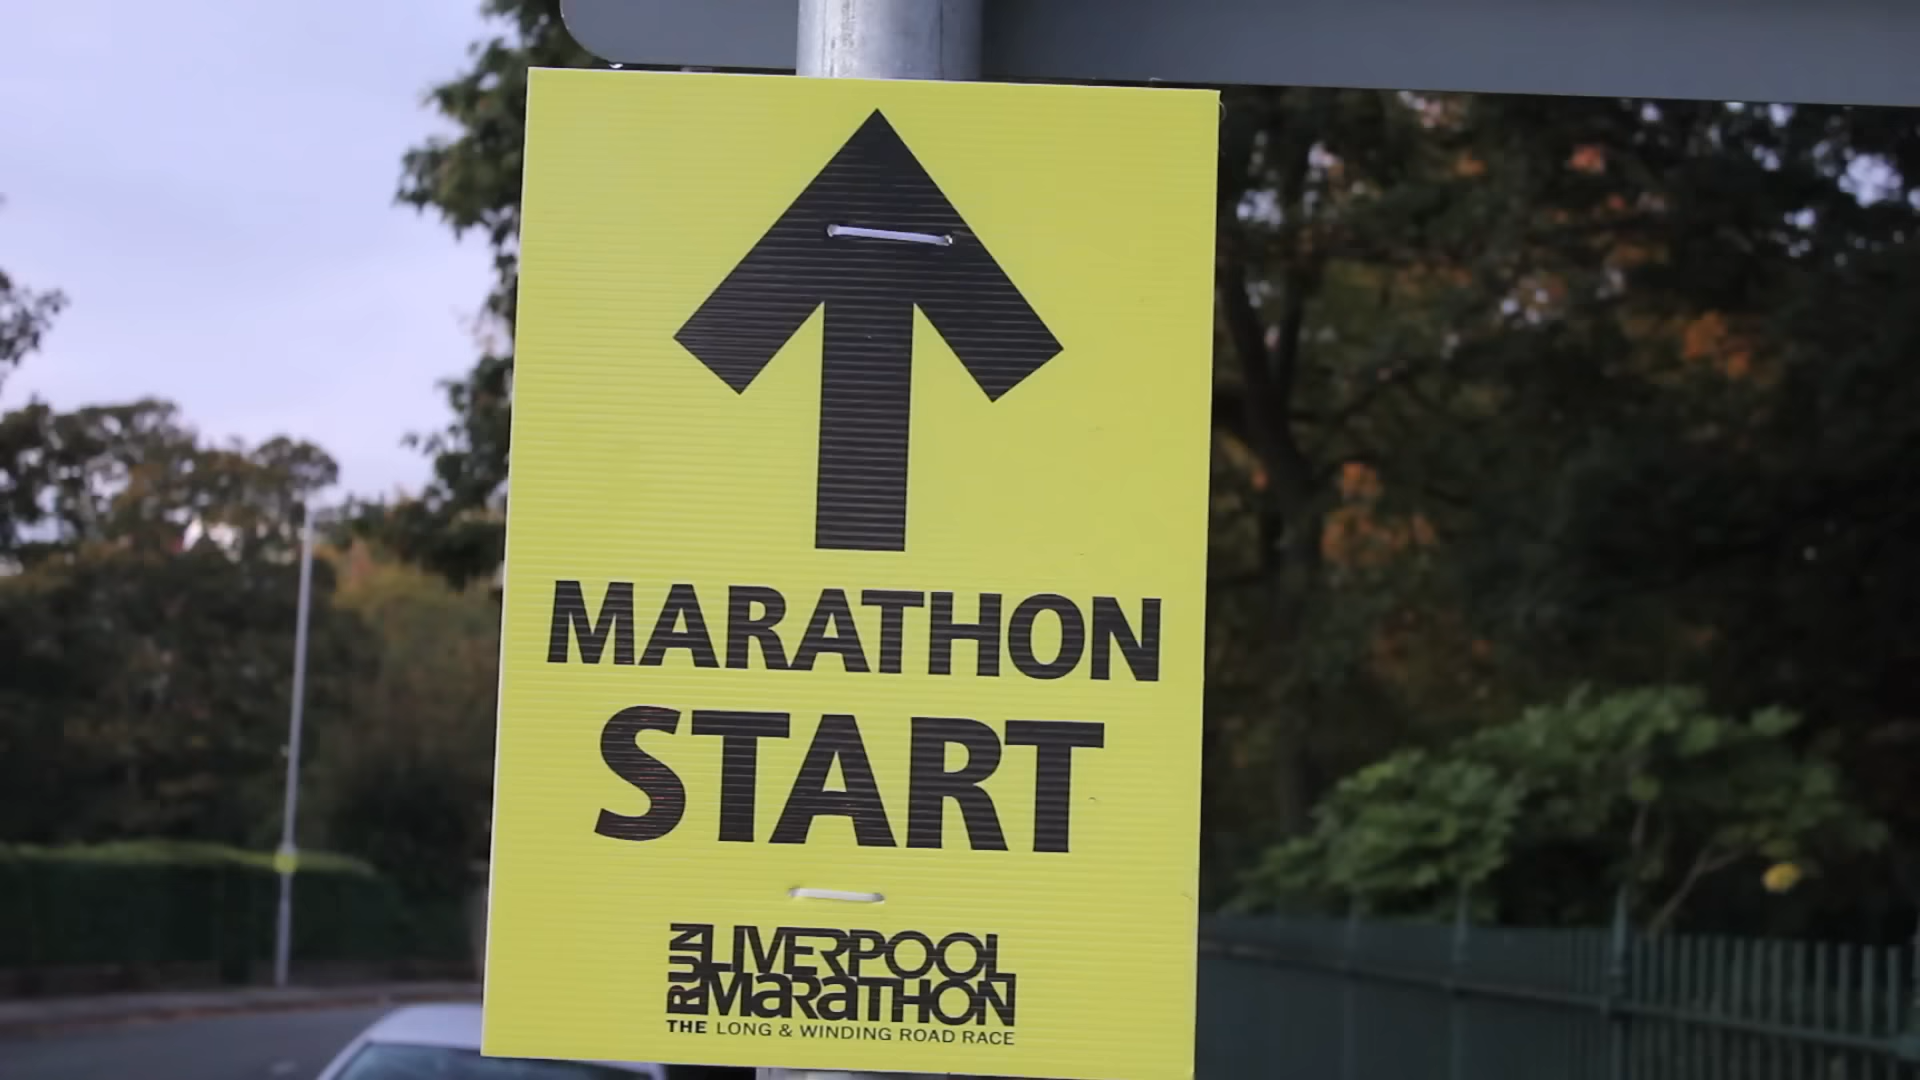 MARATHON
START
RUN LIVERPOOL
MaRaTHON
THE LONG & WINDING ROAD RACE